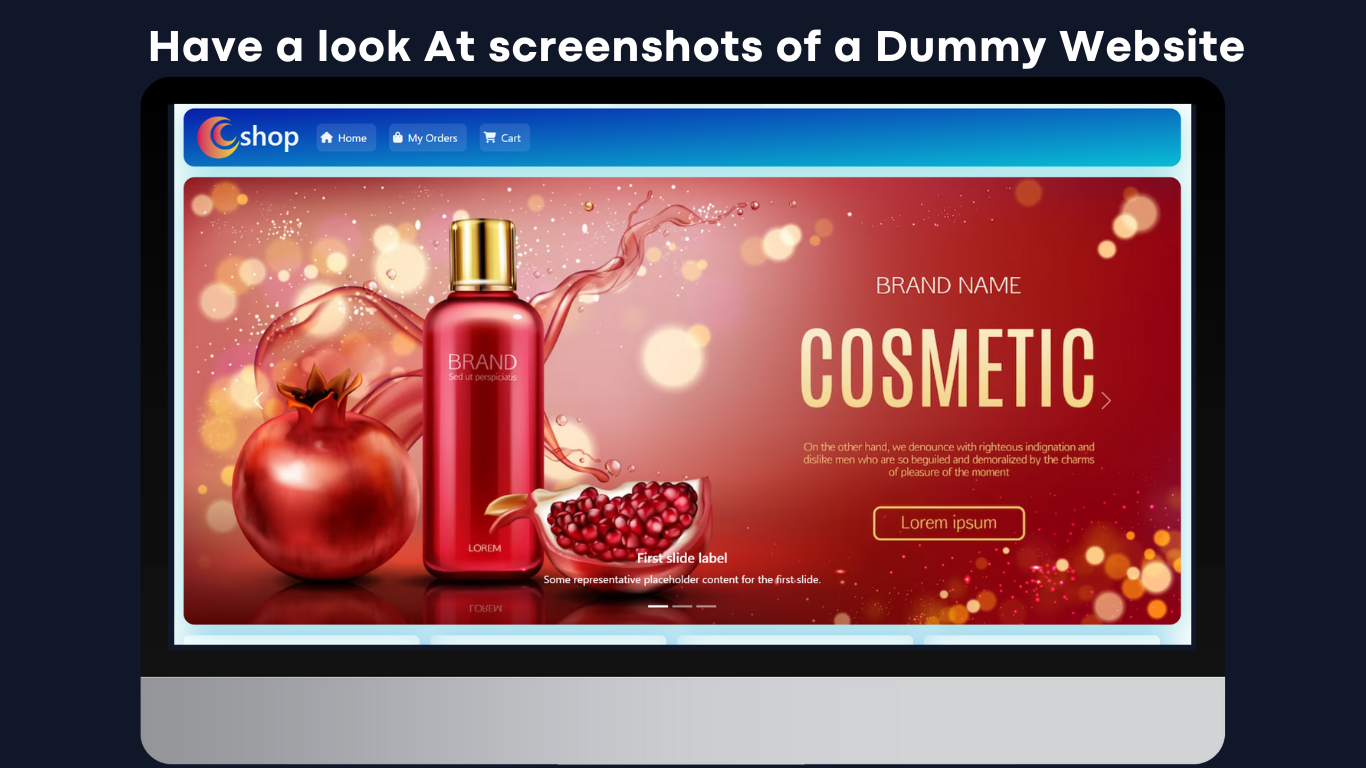 Have a look At screenshots of a Dummy Website
shop
Home
My Orders
Cart
BRAND NAME
COSMETIC
BRAND
Sed ut perspiciatis
On the other hand, we denounce with righteous indignation and
dislike men who are so beguiled and demoralized by the charms
of pleasure of the moment
Lorem ipsum
LOREM
First slide label
Some representative placeholder content for the first slide.
LOREM